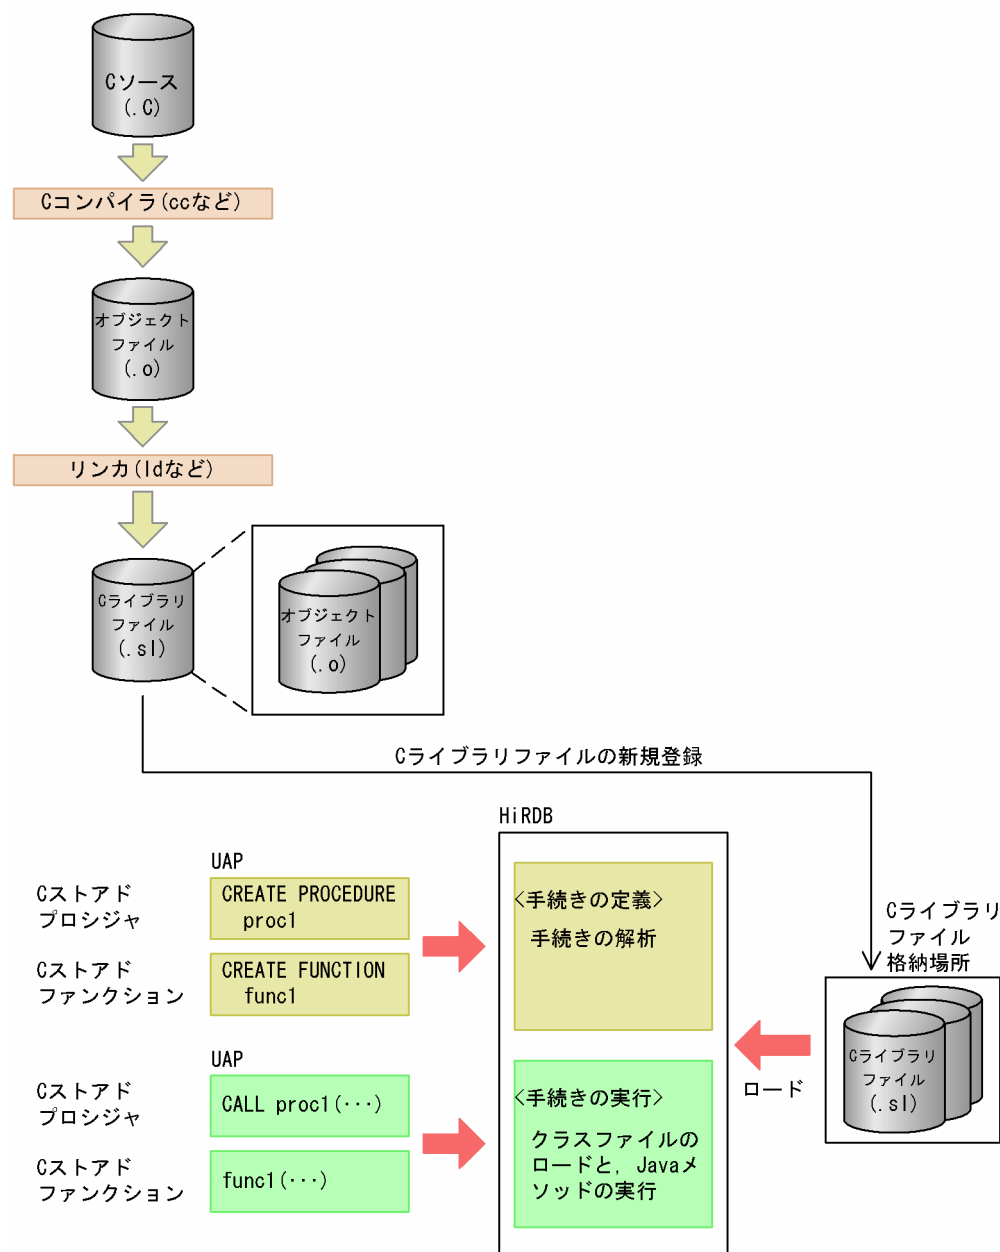 Cソース
(.C)
Cコンパイラ(ccなど)
オブジェクト
ファイル
(.o)
リンカ(ldなど)
Cライブラリ
ファイル
(.sl)
オブジェクト
ファイル
(.o)
Cライブラリファイルの新規登録
HiRDB
UAP
Cストアド
プロシジャ
CREATE PROCEDURE
proc1
Cストアド
ファンクション
CREATE FUNCTION
func1
<手続きの定義>
手続きの解析
Cライブラリ
ファイル
格納場所
Cライブラリ
ファイル
(.sl)
ロード
UAP
Cストアド
プロシジャ
CALL proc1(···)
Cストアド
ファンクション
func1(···)
<手続きの実行>
クラスファイルの
ロードと，Javaメ
ソッドの実行